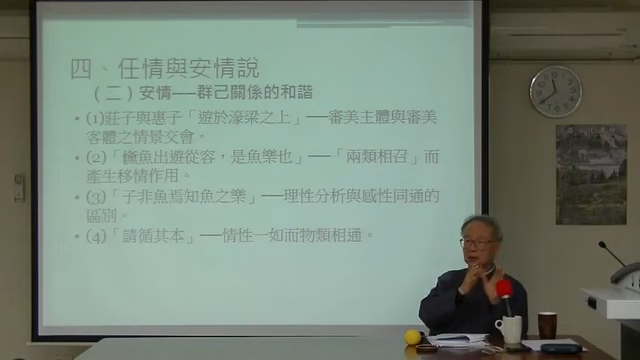 四、任情與安情說
（二）安情──群己關係的和諧
• (1)莊子與惠子「遊於濠梁之上」──審美主體與審美
客體之情景交會。
• (2)「鯈魚出遊從容，是魚樂也」──「兩類相召」而
產生移情作用。
• (3)「子非魚焉知魚之樂」──理性分析與感性同通的
區別。
• (4)「請循其本」──情性一如而物類相通。